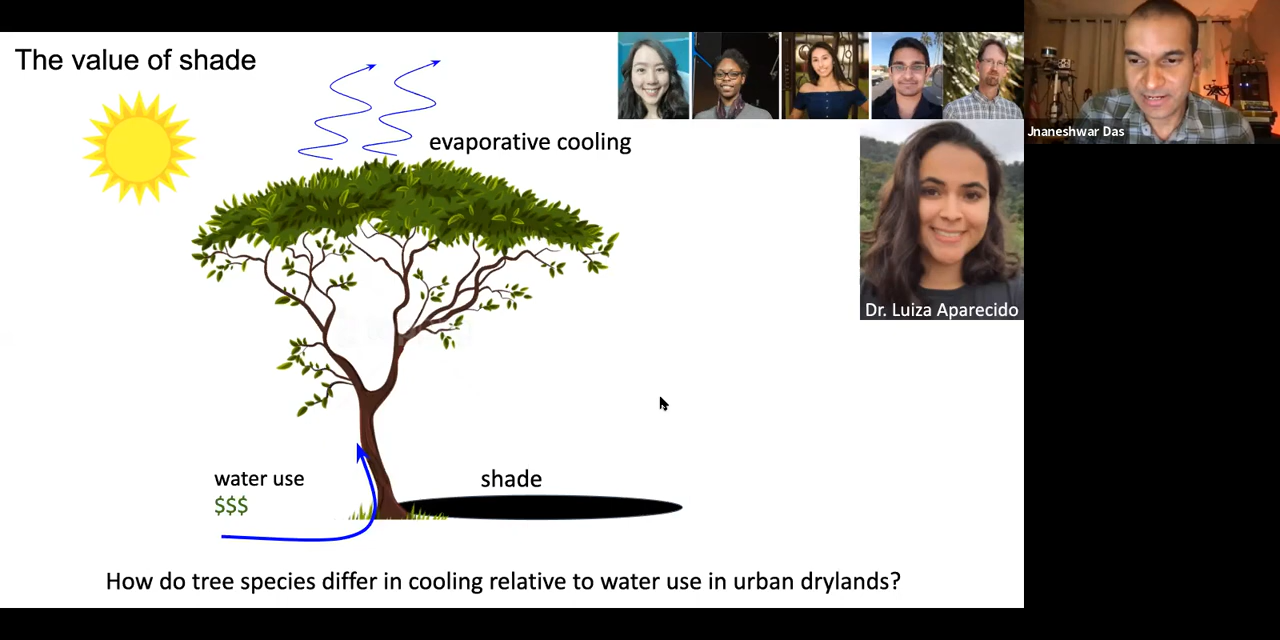 The value of shade
evaporative cooling
Jnaneshwar Das
Dr. Luiza Aparecido
water use
$$$
shade
How do tree species differ in cooling relative to water use in urban drylands?